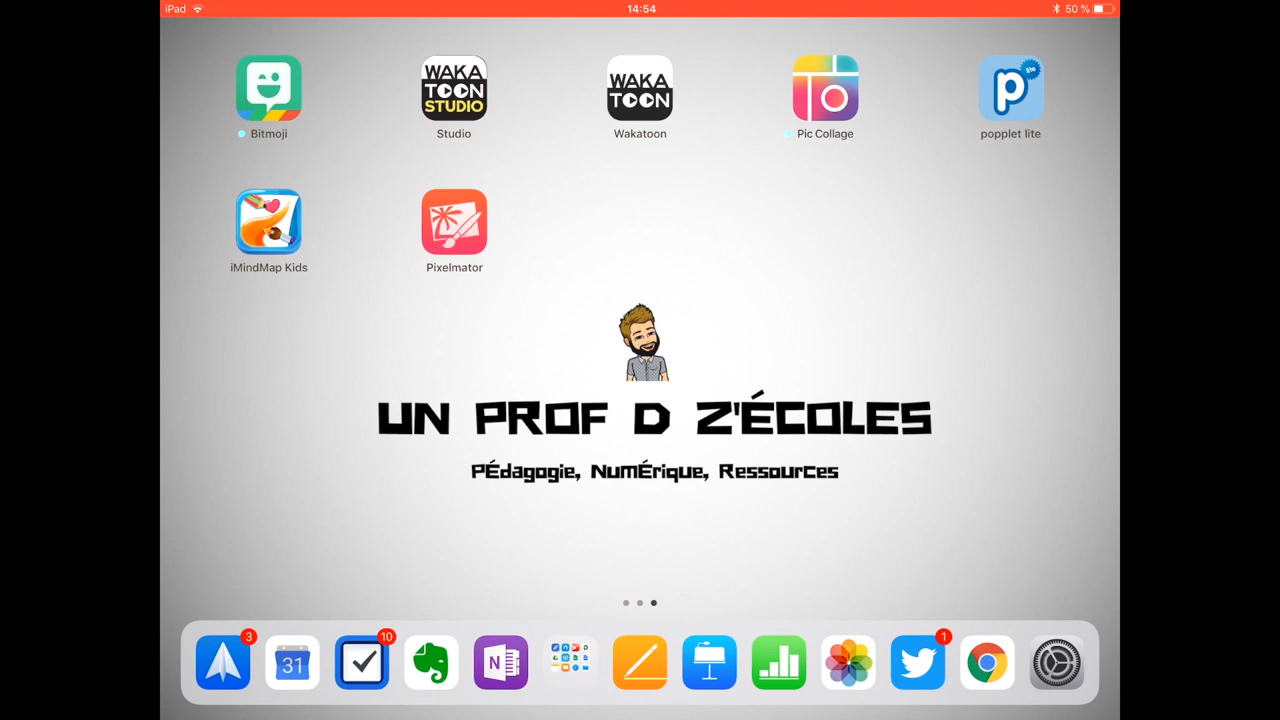 iPad 14:54 50 %
WAKA TOON STUDIO
WAKA TOON
p lite
Bitmoji Studio Wakatoon Pic Collage popplet lite
iMindMap Kids Pixelmator
UN PROF D Z'ÉCOLES
PÉdagogie, NumÉrique, Ressources
3 10 1
31 N